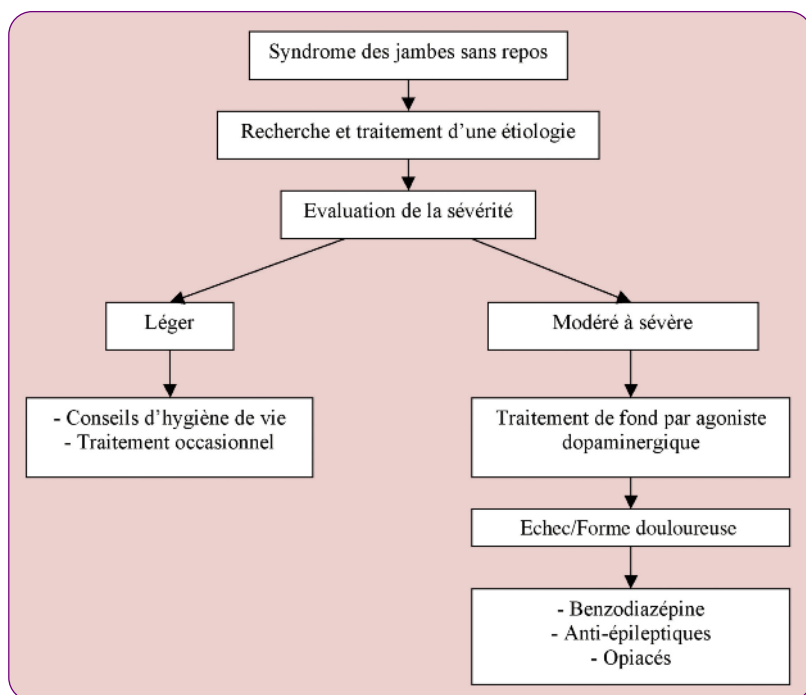 Syndrome des jambes sans repos
Recherche et traitement d'une étiologie
Evaluation de la sévérité
Léger
Modéré à sévère
- Conseils d'hygiène de vie
- Traitement occasionnel
Traitement de fond par agoniste
dopaminergique
Echec/Forme douloureuse
- Benzodiazépine
- Anti-épileptiques
- Opiacés